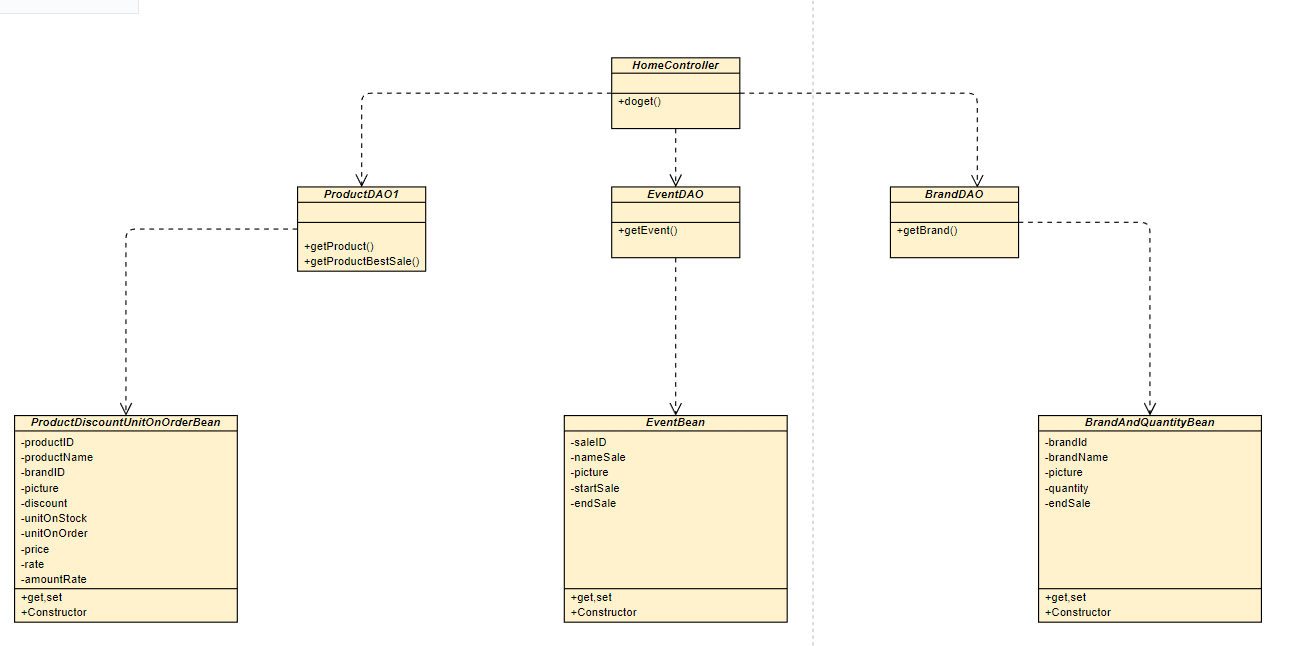 HomeController
+doget()
ProductDAO1
+getProduct()
+getProductBestSale()
EventDAO
+getEvent()
BrandDAO
+getBrand()
ProductDiscountUnitOnOrderBean
-productID
-productName
-brandID
-picture
-discount
-unitOnStock
-unitOnOrder
-price
-rate
-amountRate
+get,set
+Constructor
EventBean
-saleID
-nameSale
-picture
-startSale
-endSale
+get,set
+Constructor
BrandAndQuantityBean
-brandId
-brandName
-picture
-quantity
-endSale
+get,set
+Constructor